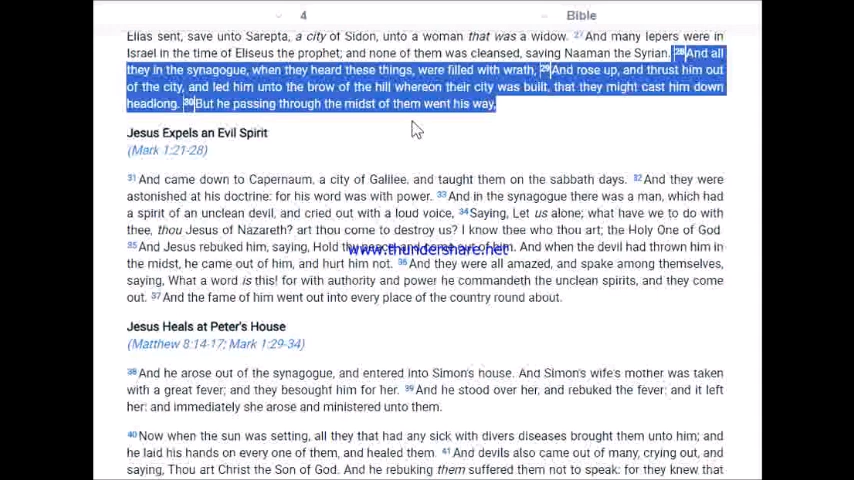 4 Bible
Elias sent, save unto Sarepta, a city of Sidon, unto a woman that was a widow. 27 And many lepers were in
Israel in the time of Eliseus the prophet; and none of them was cleansed, saving Naaman the Syrian. 28 And all
they in the synagogue, when they heard these things, were filled with wrath, 29 And rose up, and thrust him out
of the city, and led him unto the brow of the hill whereon their city was built, that they might cast him down
headlong. 30 But he passing through the midst of them went his way,
Jesus Expels an Evil Spirit
(Mark 1:21-28)
31 And came down to Capernaum, a city of Galilee, and taught them on the sabbath days. 32 And they were
astonished at his doctrine: for his word was with power. 33 And in the synagogue there was a man, which had
a spirit of an unclean devil, and cried out with a loud voice, 34 Saying, Let us alone; what have we to do with
thee, thou Jesus of Nazareth? art thou come to destroy us? I know thee who thou art; the Holy One of God.
35 And Jesus rebuked him, saying, Hold thy peace, and come out of him. And when the devil had thrown him in
www.thundershare.net
the midst, he came out of him, and hurt him not. 36 And they were all amazed, and spake among themselves,
saying, What a word is this! for with authority and power he commandeth the unclean spirits, and they come
out. 37 And the fame of him went out into every place of the country round about.
Jesus Heals at Peter's House
(Matthew 8:14-17; Mark 1:29-34)
38 And he arose out of the synagogue, and entered into Simon's house. And Simon's wife's mother was taken
with a great fever; and they besought him for her. 39 And he stood over her, and rebuked the fever; and it left
her: and immediately she arose and ministered unto them.
40 Now when the sun was setting, all they that had any sick with divers diseases brought them unto him; and
he laid his hands on every one of them, and healed them. 41 And devils also came out of many, crying out, and
saying, Thou art Christ the Son of God. And he rebuking them suffered them not to speak: for they knew that